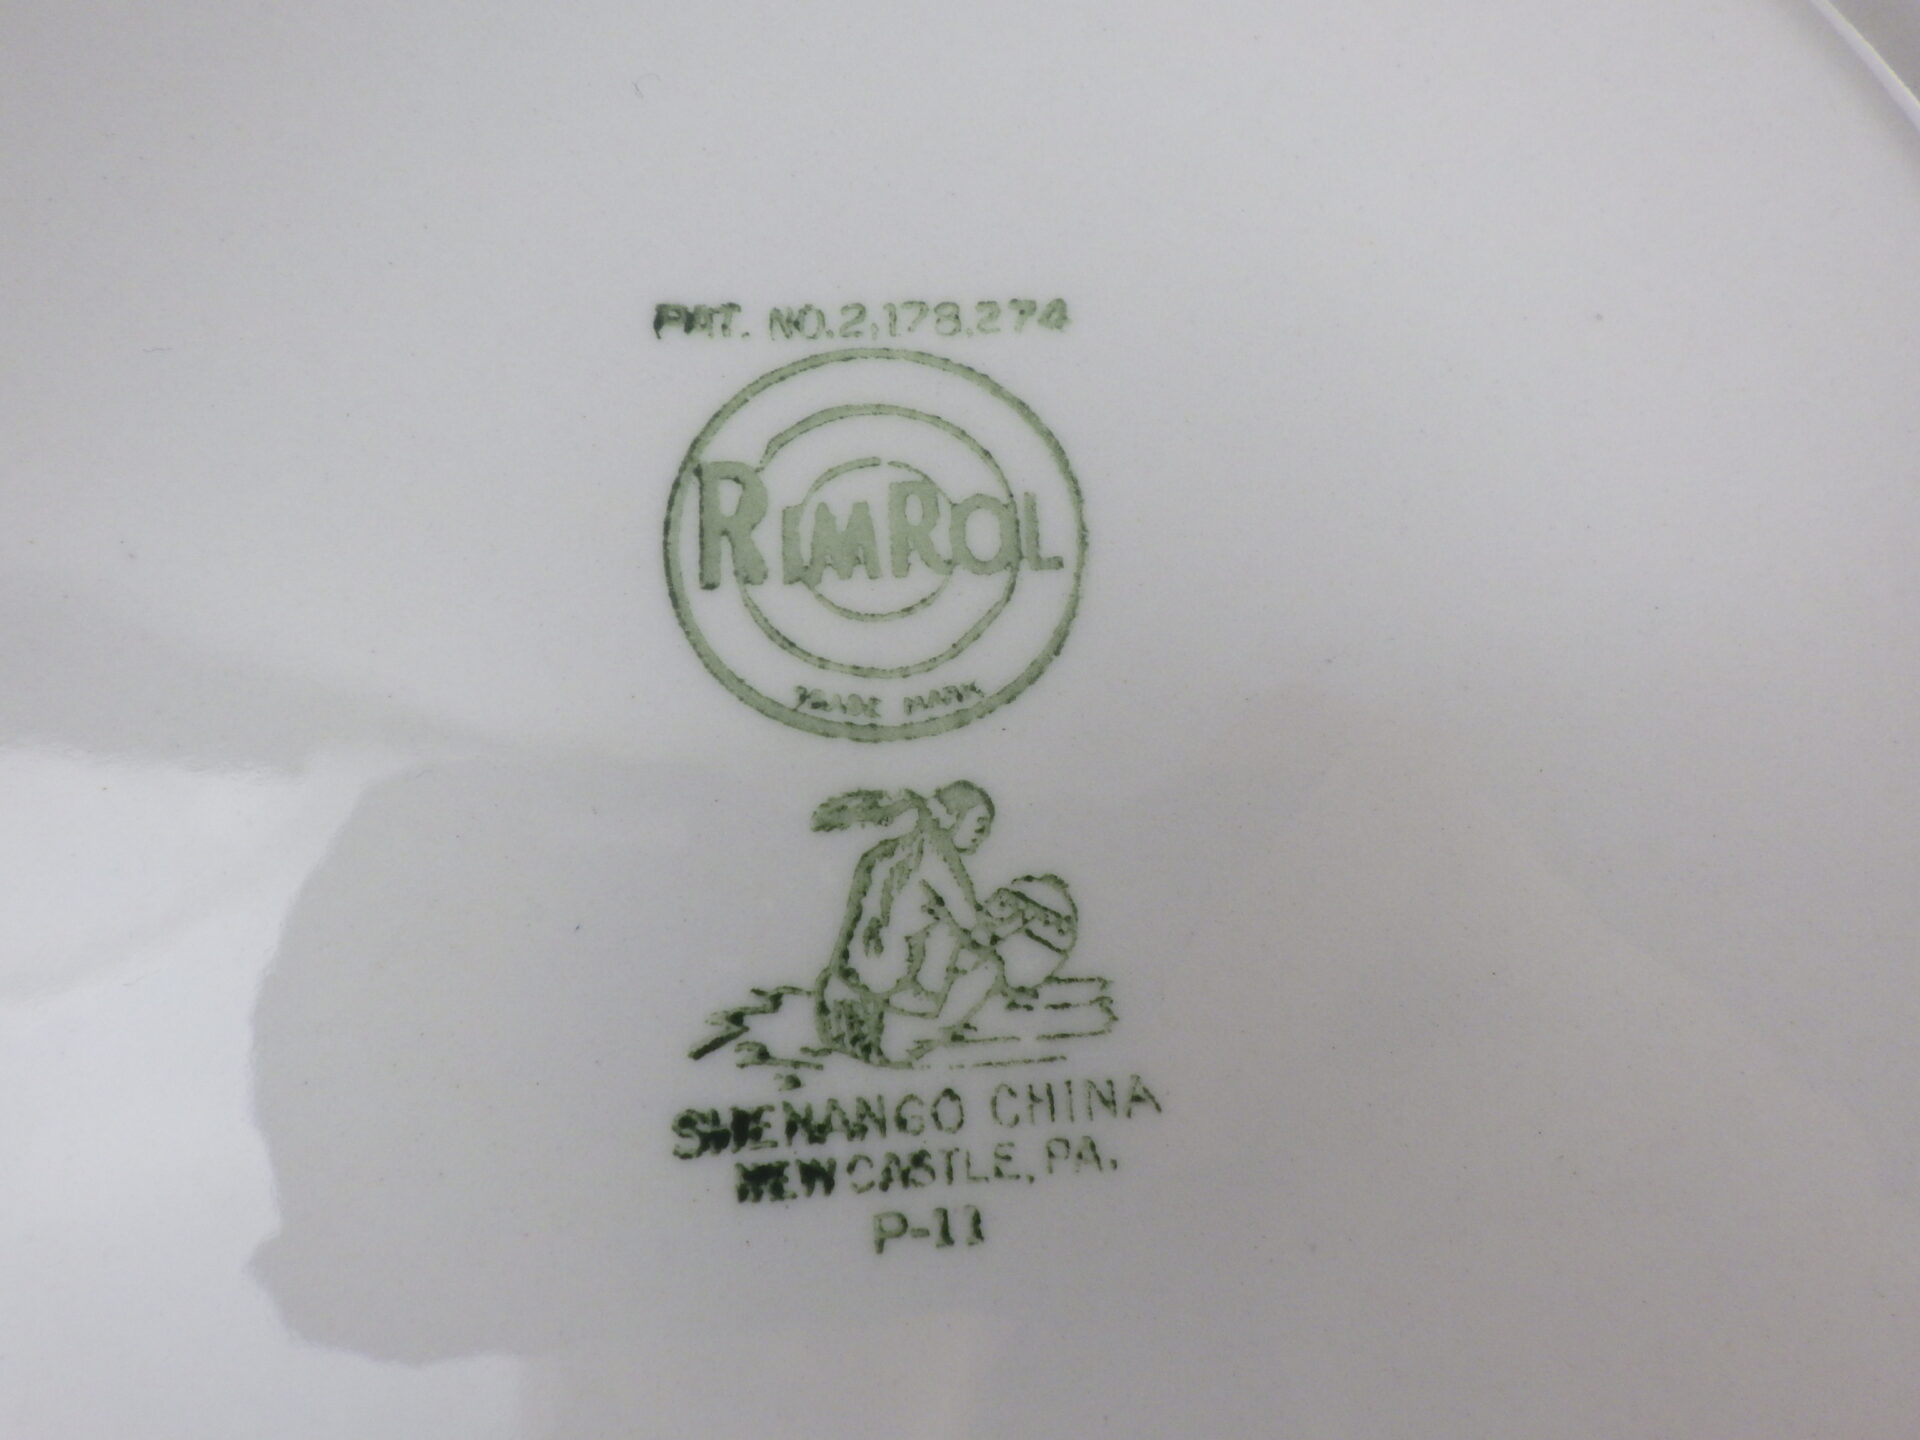 PAT. NO. 2,178,274
RIMROL
TRADE MARK
SHENANGO CHINA
NEW CASTLE, PA.
P-11